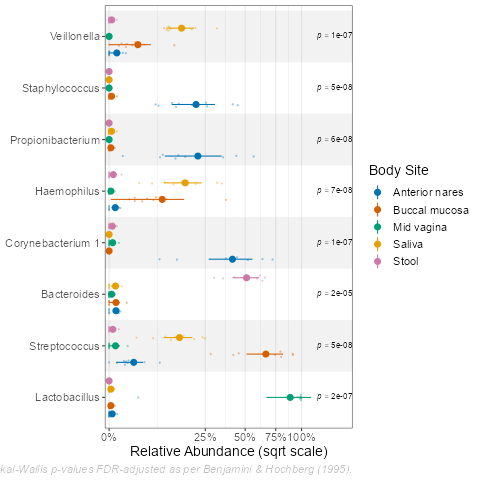 Veillonella
p = 1e-07
Staphylococcus
p = 5e-08
Propionibacterium
p = 6e-08
Haemophilus
p = 7e-08
Corynebacterium 1
p = 1e-07
Bacteroides
p = 2e-05
Streptococcus
p = 5e-08
Lactobacillus
p = 2e-07
0% 25% 50% 75% 100%
Relative Abundance (sqrt scale)
Body Site
Anterior nares
Buccal mucosa
Mid vagina
Saliva
Stool
kal-Wallis p-values FDR-adjusted as per Benjamini & Hochberg (1995).